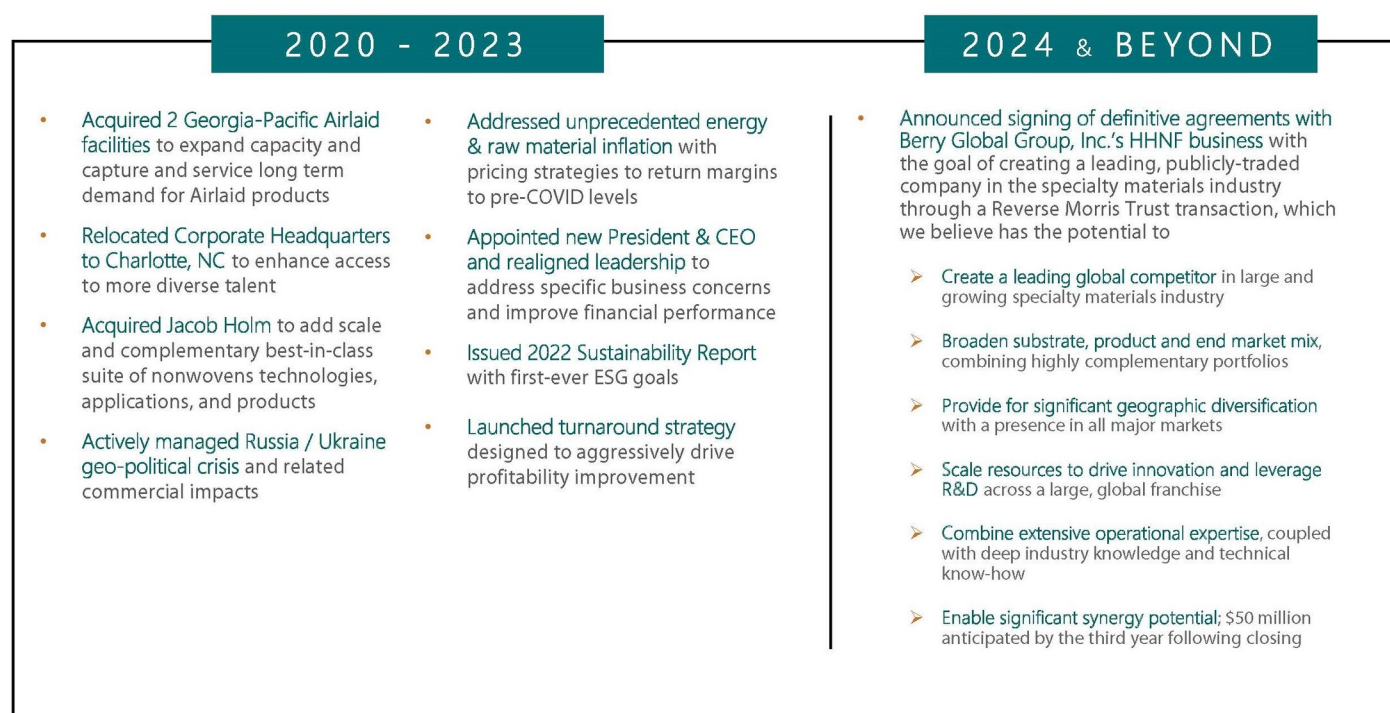 2020 - 2023
• Acquired 2 Georgia-Pacific Airlaid
facilities to expand capacity and
capture and service long term
demand for Airlaid products
• Relocated Corporate Headquarters
to Charlotte, NC to enhance access
to more diverse talent
• Acquired Jacob Holm to add scale
and complementary best-in-class
suite of nonwovens technologies,
applications, and products
• Actively managed Russia / Ukraine
geo-political crisis and related
commercial impacts
• Addressed unprecedented energy
& raw material inflation with
pricing strategies to return margins
to pre-COVID levels
• Appointed new President & CEO
and realigned leadership to
address specific business concerns
and improve financial performance
• Issued 2022 Sustainability Report
with first-ever ESG goals
• Launched turnaround strategy
designed to aggressively drive
profitability improvement
2024 & BEYOND
• Announced signing of definitive agreements with
Berry Global Group, Inc.'s HHNF business with
the goal of creating a leading, publicly-traded
company in the specialty materials industry
through a Reverse Morris Trust transaction, which
we believe has the potential to
➢ Create a leading global competitor in large and
growing specialty materials industry
➢ Broaden substrate, product and end market mix,
combining highly complementary portfolios
➢ Provide for significant geographic diversification
with a presence in all major markets
➢ Scale resources to drive innovation and leverage
R&D across a large, global franchise
➢ Combine extensive operational expertise, coupled
with deep industry knowledge and technical
know-how
➢ Enable significant synergy potential; $50 million
anticipated by the third year following closing